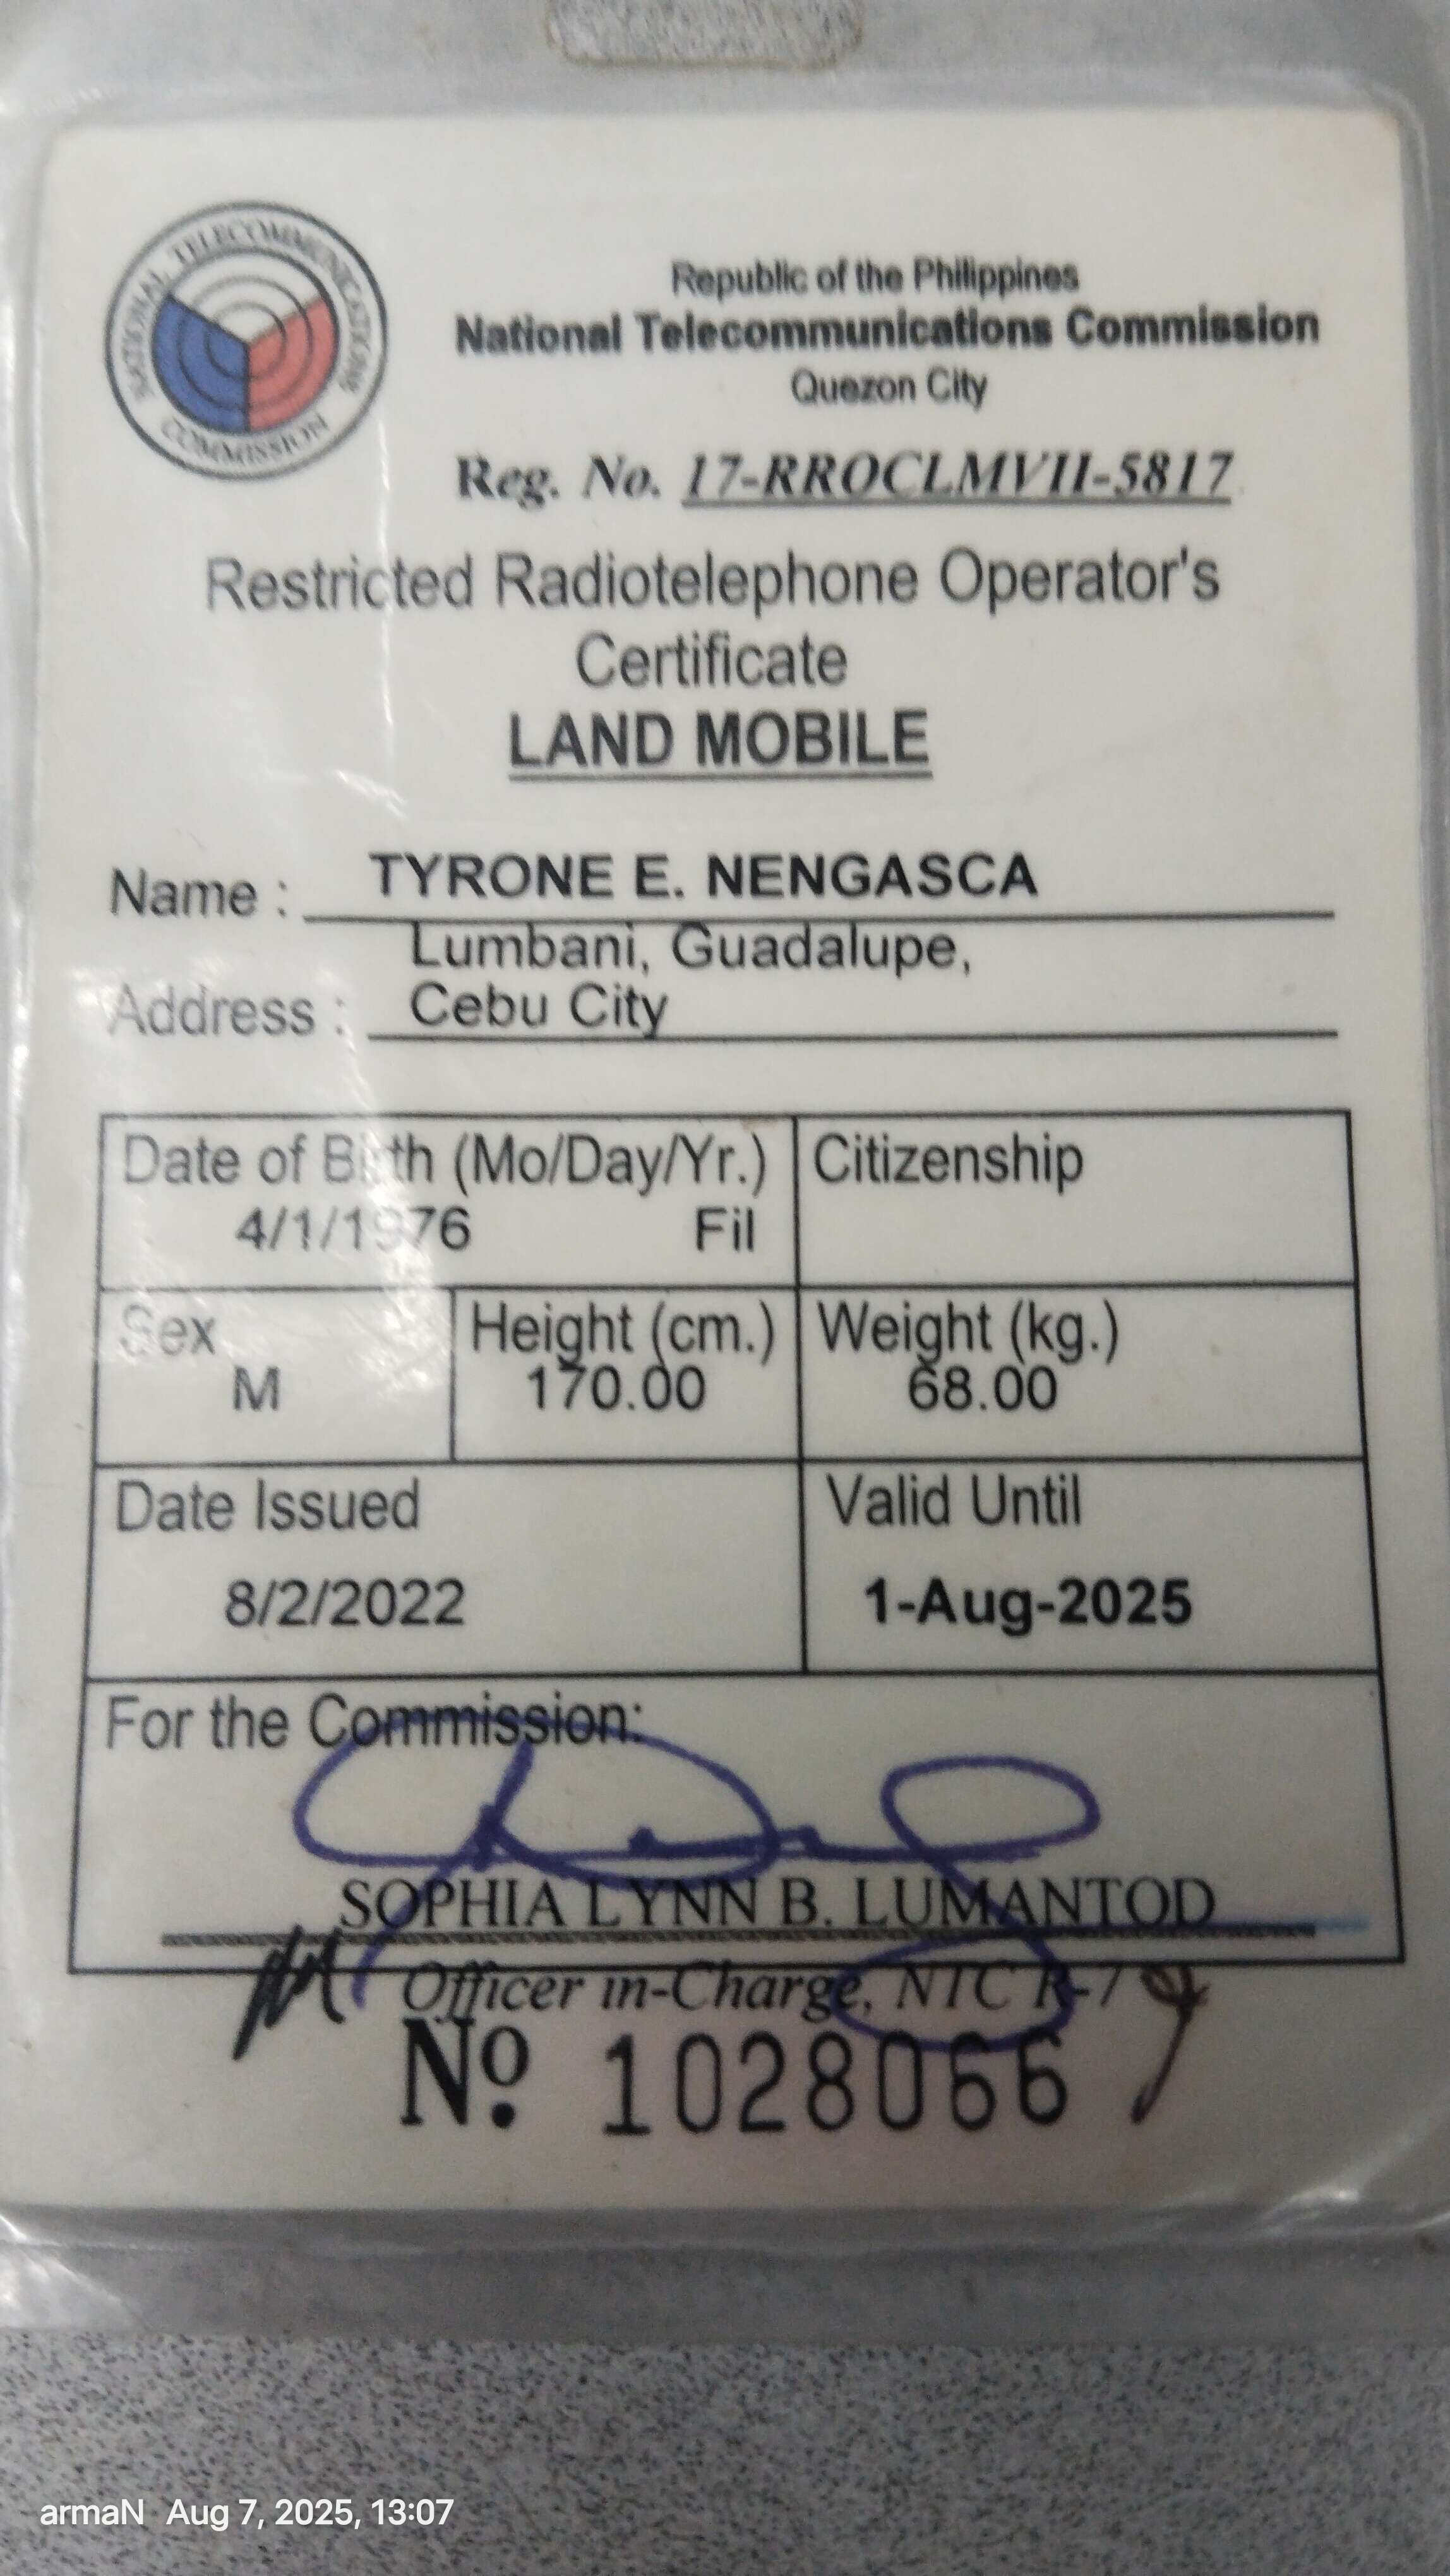 NATIONAL TELECOMMUNICATIONS COMMISSION
Republic of the Philippines
National Telecommunications Commission
Quezon City
Reg. No. 17-RROCLMVII-5817
Restricted Radiotelephone Operator's
Certificate
LAND MOBILE
Name : TYRONE E. NENGASCA
Lumbani, Guadalupe,
Address : Cebu City
Date of Birth (Mo/Day/Yr.) Citizenship
4/1/1976 Fil
Sex Height (cm.) Weight (kg.)
M 170.00 68.00
Date Issued Valid Until
8/2/2022 1-Aug-2025
For the Commission:
SOPHIA LYNN B. LUMANTOD
Officer in-Charge, NTC R-7
Nº 1028066
armaN Aug 7, 2025, 13:07